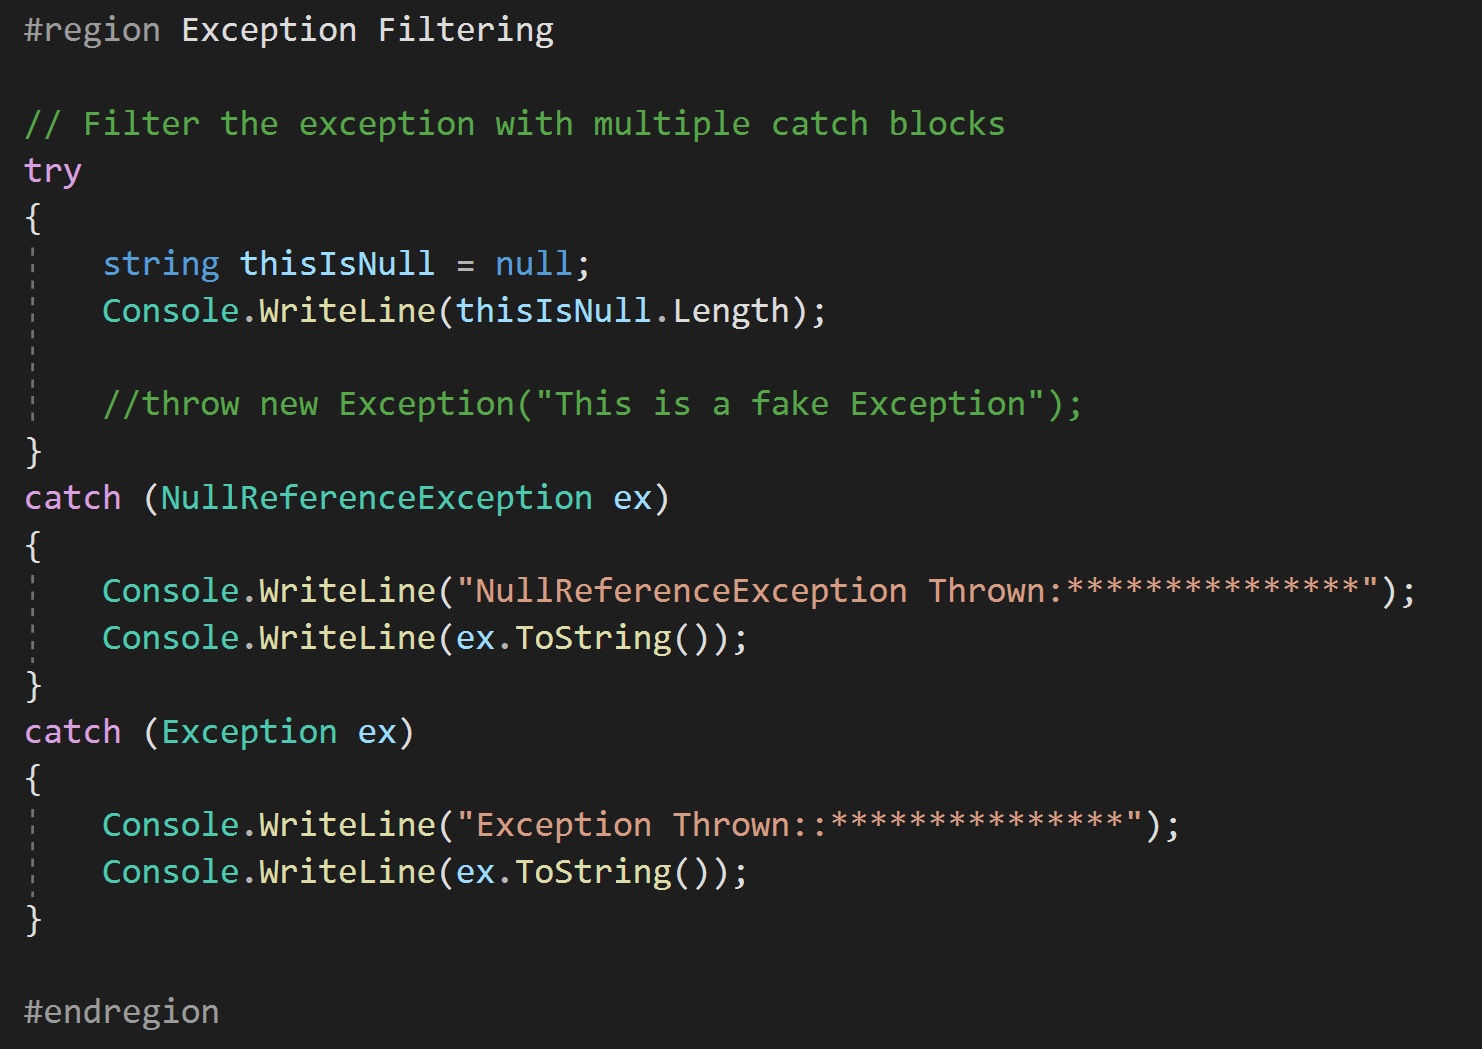 #region Exception Filtering
// Filter the exception with multiple catch blocks
try
{
    string thisIsNull = null;
    Console.WriteLine(thisIsNull.Length);
    //throw new Exception("This is a fake Exception");
}
catch (NullReferenceException ex)
{
    Console.WriteLine("NullReferenceException Thrown:***************");
    Console.WriteLine(ex.ToString());
}
catch (Exception ex)
{
    Console.WriteLine("Exception Thrown::***************");
    Console.WriteLine(ex.ToString());
}
#endregion